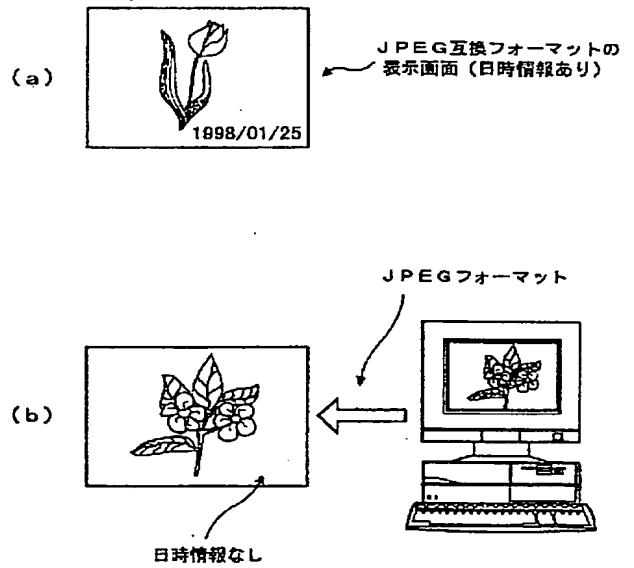 (a)
JPEG互換フォーマットの
表示画面(日時情報あり)
1998/01/25
JPEGフォーマット
(b)
日時情報なし